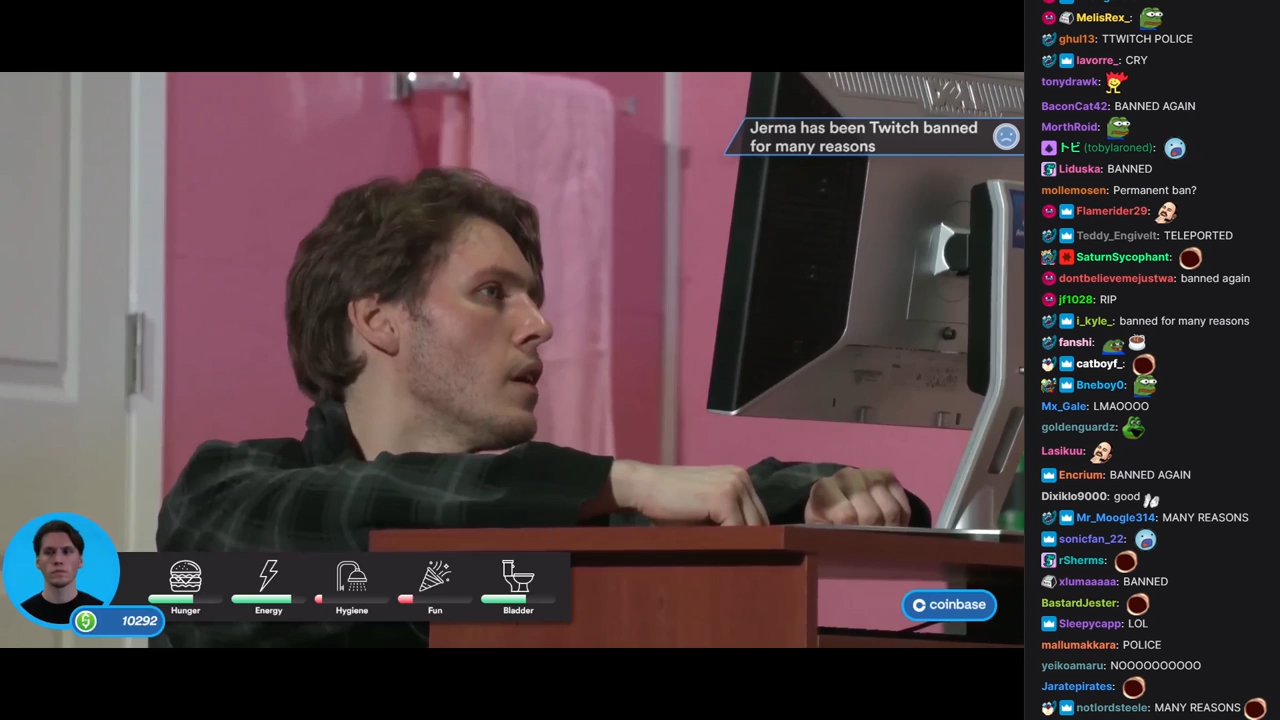 Jerma has been Twitch banned
for many reasons
Hunger
Energy
Hygiene
Fun
Bladder
10292
coinbase
MelisRex_:
ghul13: TTWITCH POLICE
lavorre_: CRY
tonydrawk:
BaconCat42: BANNED AGAIN
MorthRoid:
トビ (tobylaroned):
Liduska: BANNED
mollemosen: Permanent ban?
Flamerider29:
Teddy_Engivelt: TELEPORTED
SaturnSycophant:
dontbelievemejustwa: banned again
jf1028: RIP
i_kyle_: banned for many reasons
fanshi:
catboyf_:
Bneboy0:
Mx_Gale: LMAOOOO
goldenguardz:
Lasikuu:
Encrium: BANNED AGAIN
Dixiklo9000: good
Mr_Moogle314: MANY REASONS
sonicfan_22:
rSherms:
xlumaaaaa: BANNED
BastardJester:
Sleepycapp: LOL
mallumakkara: POLICE
yeikoamaru: NOOOOOOOOOO
Jaratepirates:
notlordsteele: MANY REASONS